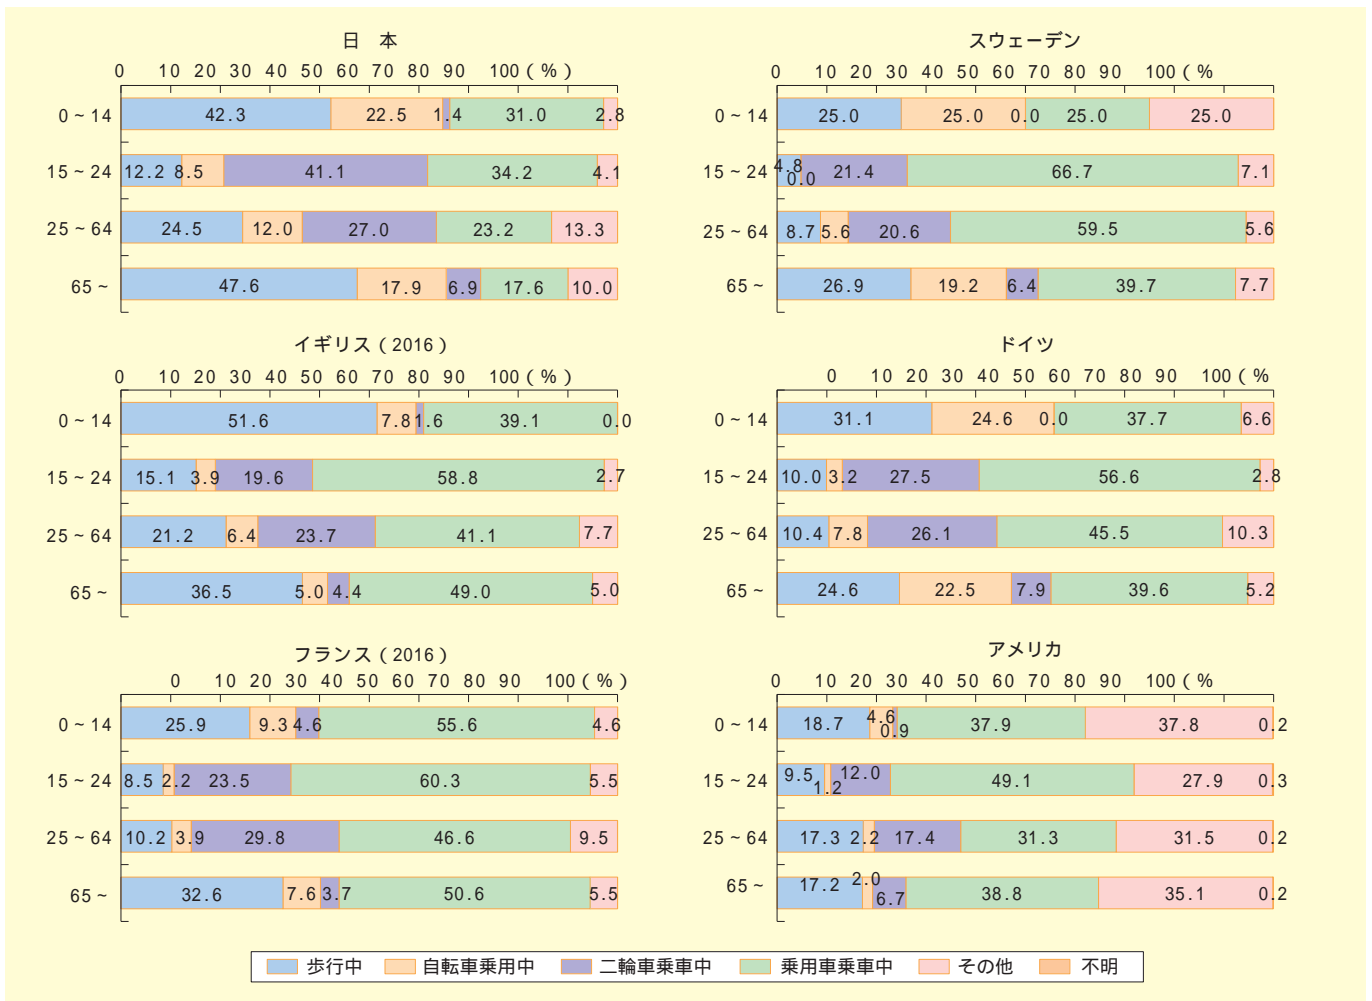 日 本
0 10 20 30 40 50 60 70 80 90 100(%)
0~14 42.3 22.5 1.4 31.0 2.8
15~24 12.2 8.5 41.1 34.2 4.1
25~64 24.5 12.0 27.0 23.2 13.3
65~ 47.6 17.9 6.9 17.6 10.0
スウェーデン
0 10 20 30 40 50 60 70 80 90 100(%
0~14 25.0 25.0 0.0 25.0 25.0
15~24 4.8 0.0 21.4 66.7 7.1
25~64 8.7 5.6 20.6 59.5 5.6
65~ 26.9 19.2 6.4 39.7 7.7
イギリス(2016)
0 10 20 30 40 50 60 70 80 90 100(%)
0~14 51.6 7.8 1.6 39.1 0.0
15~24 15.1 3.9 19.6 58.8 2.7
25~64 21.2 6.4 23.7 41.1 7.7
65~ 36.5 5.0 4.4 49.0 5.0
ドイツ
0 10 20 30 40 50 60 70 80 90 100(%
0~14 31.1 24.6 0.0 37.7 6.6
15~24 10.0 3.2 27.5 56.6 2.8
25~64 10.4 7.8 26.1 45.5 10.3
65~ 24.6 22.5 7.9 39.6 5.2
フランス(2016)
0 10 20 30 40 50 60 70 80 90 100(%)
0~14 25.9 9.3 4.6 55.6 4.6
15~24 8.5 2.2 23.5 60.3 5.5
25~64 10.2 3.9 29.8 46.6 9.5
65~ 32.6 7.6 3.7 50.6 5.5
アメリカ
0 10 20 30 40 50 60 70 80 90 100(%
0~14 18.7 4.6 0.9 37.9 37.8 0.2
15~24 9.5 1.2 12.0 49.1 27.9 0.3
25~64 17.3 2.2 17.4 31.3 31.5 0.2
65~ 17.2 2.0 6.7 38.8 35.1 0.2
歩行中 自転車乗用中 二輪車乗車中 乗用車乗車中 その他 不明